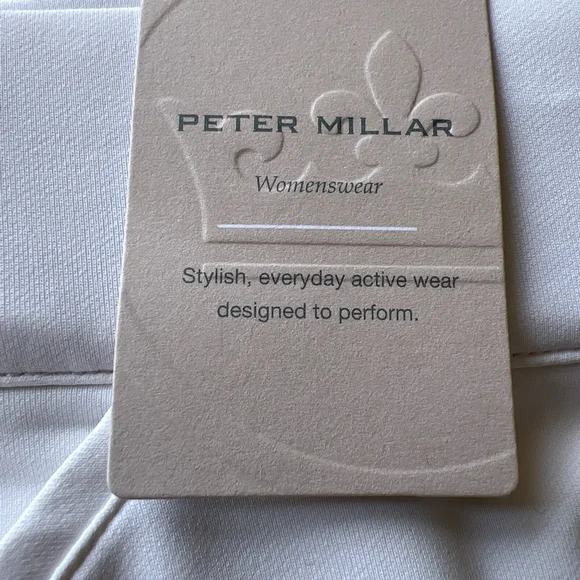 PETER MILLAR
Womenswear
Stylish, everyday active wear
designed to perform.